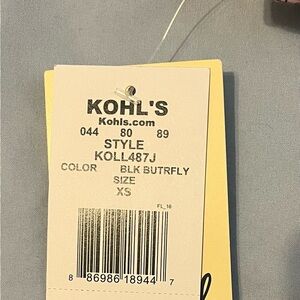 KOHL'S
Kohls.com
044 80 89
STYLE
KOLL487J
COLOR BLK BUTRFLY
SIZE
XS
FL_16
8 86986 18944 7